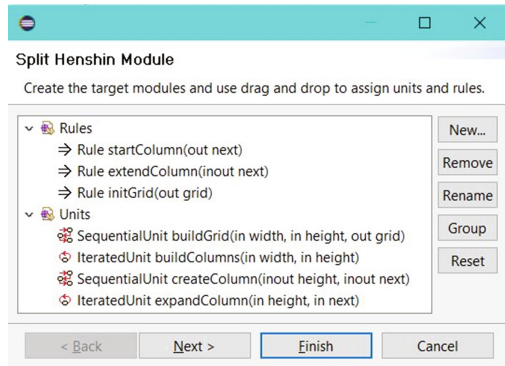 Split Henshin Module
Create the target modules and use drag and drop to assign units and rules.
Rules
Rule startColumn(out next)
Rule extendColumn(inout next)
Rule initGrid(out grid)
Units
SequentialUnit buildGrid(in width, in height, out grid)
IteratedUnit buildColumns(in width, in height)
SequentialUnit createColumn(inout height, inout next)
IteratedUnit expandColumn(in height, in next)
New...
Remove
Rename
Group
Reset
< Back
Next >
Finish
Cancel